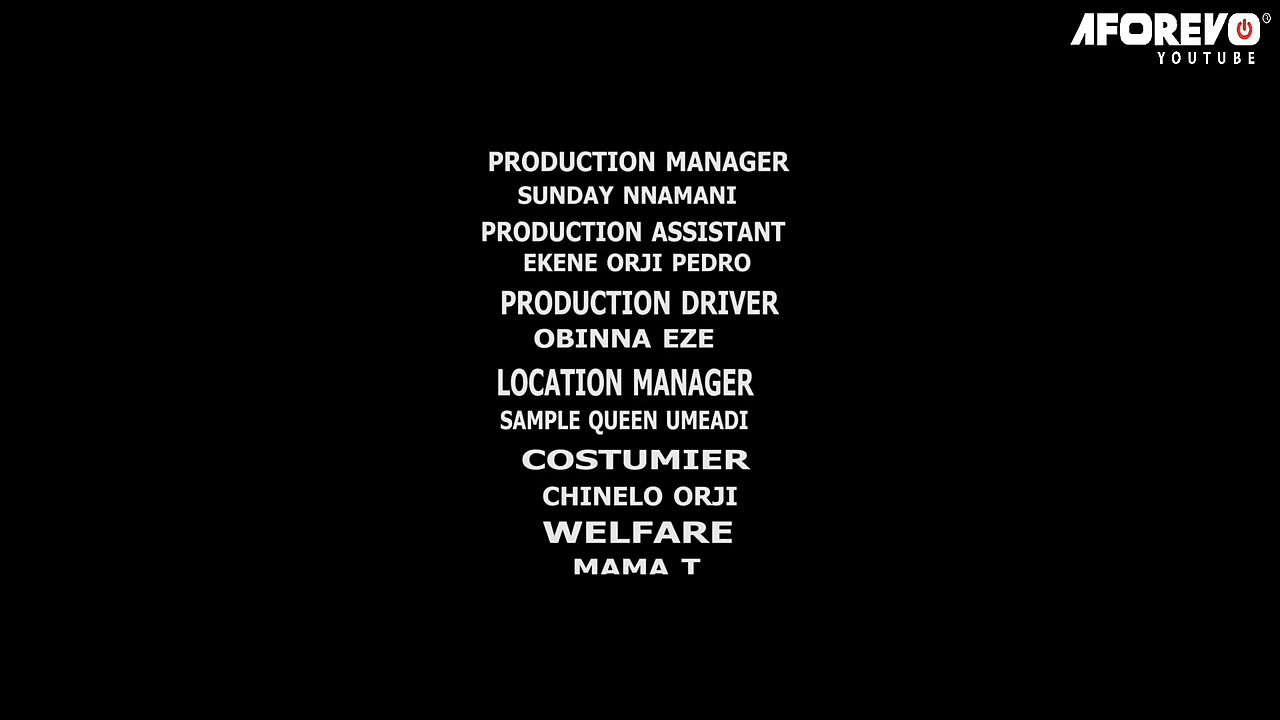 AFOREVO®
YOUTUBE
PRODUCTION MANAGER
SUNDAY NNAMANI
PRODUCTION ASSISTANT
EKENE ORJI PEDRO
PRODUCTION DRIVER
OBINNA EZE
LOCATION MANAGER
SAMPLE QUEEN UMEADI
COSTUMIER
CHINELO ORJI
WELFARE
MAMA T